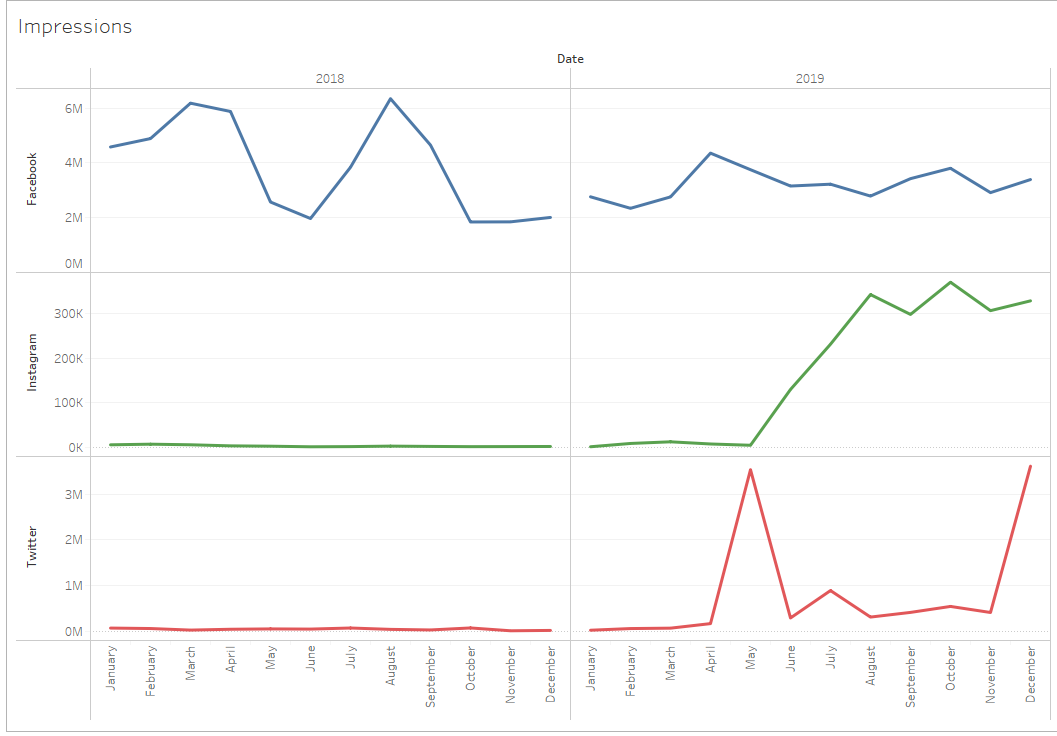 Impressions
Date
2018 2019
Facebook
6M
4M
2M
0M
Instagram
300K
200K
100K
0K
Twitter
3M
2M
1M
0M
January February March April May June July August September October November December January February March April May June July August September October November December